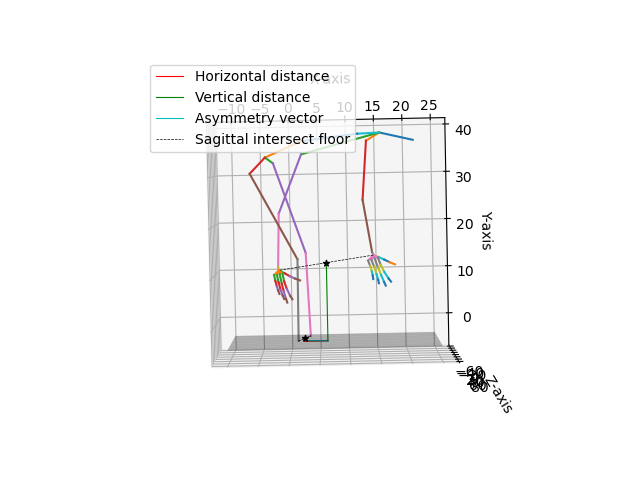 Horizontal distance
Vertical distance
Asymmetry vector
Sagittal intersect floor
-axis
−10 −5 0 5 10 15 20 25
40
30
20
10
0
Y-axis
Z-axis